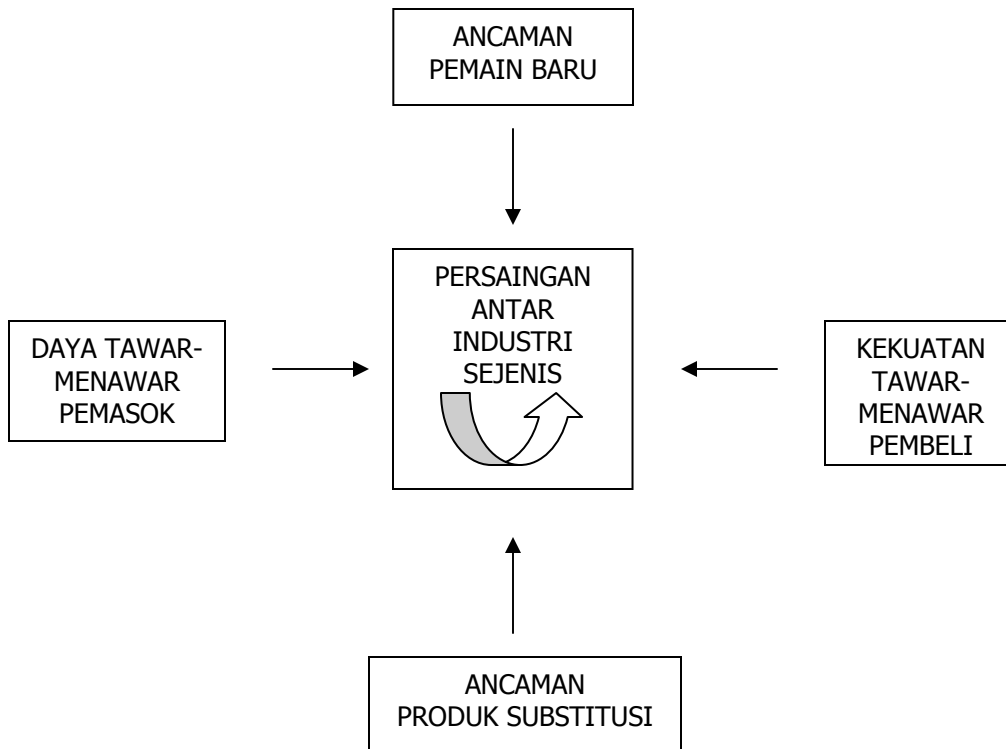 ANCAMAN
PEMAIN BARU
PERSAINGAN
ANTAR
INDUSTRI
SEJENIS
DAYA TAWAR-
MENAWAR
PEMASOK
KEKUATAN
TAWAR-
MENAWAR
PEMBELI
ANCAMAN
PRODUK SUBSTITUSI